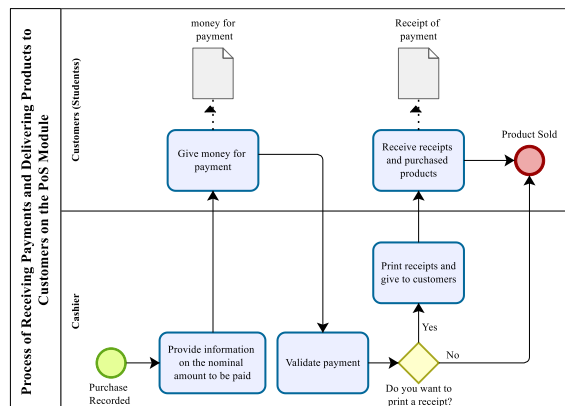 Process of Receiving Payments and Delivering Products to
Customers on the PoS Module
Customers (Studentss)
money for
payment
Receipt of
payment
Give money for
payment
Receive receipts
and purchased
products
Product Sold
Cashier
Print receipts and
give to customers
Yes
No
Purchase
Recorded
Provide information
on the nominal
amount to be paid
Validate payment
Do you want to
print a receipt?